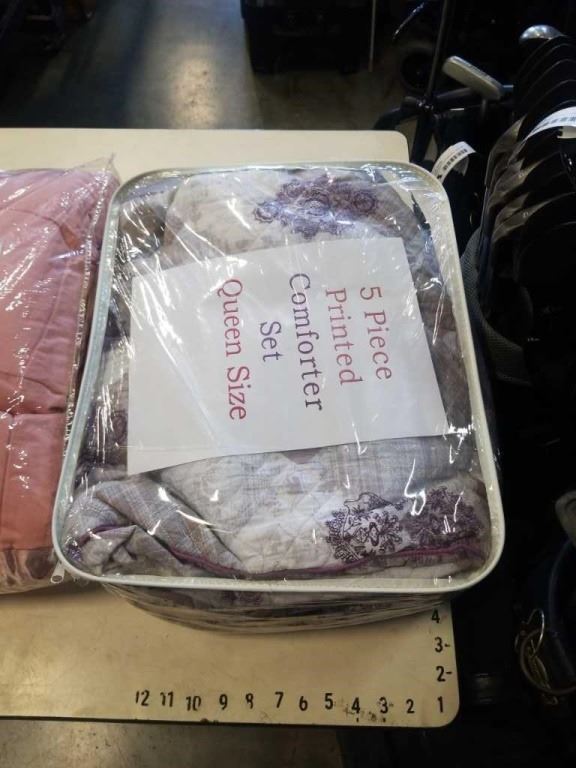 5 Piece
Printed
Comforter
Set
Queen Size
4
3-
2-
12 11 10 9 8 7 6 5 4 3 2 1